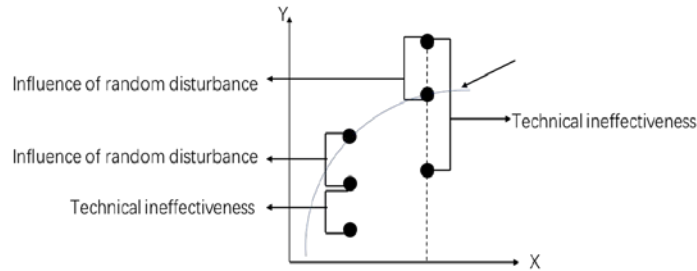 Y
Influence of random disturbance
Technical ineffectiveness
Influence of random disturbance
Technical ineffectiveness
X